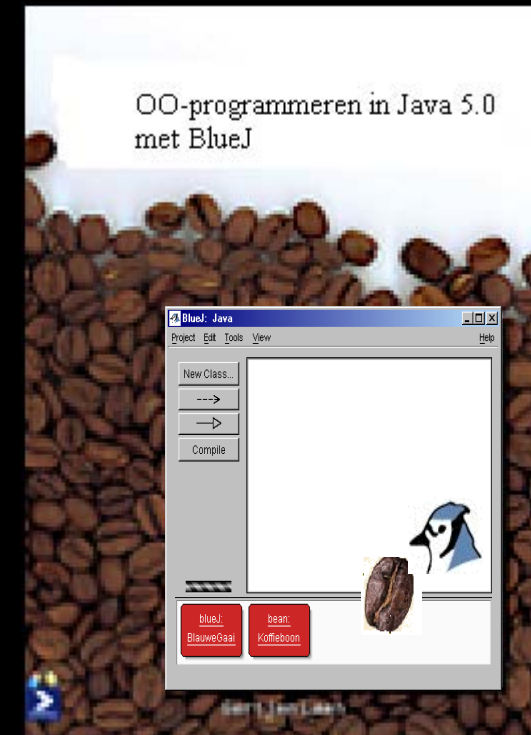 OO-programmeren in Java 5.0
met BlueJ
BlueJ: Java
Project Edit Tools View Help
New Class...
Compile
blueJ:
BlauweGaai
bean:
Koffieboon